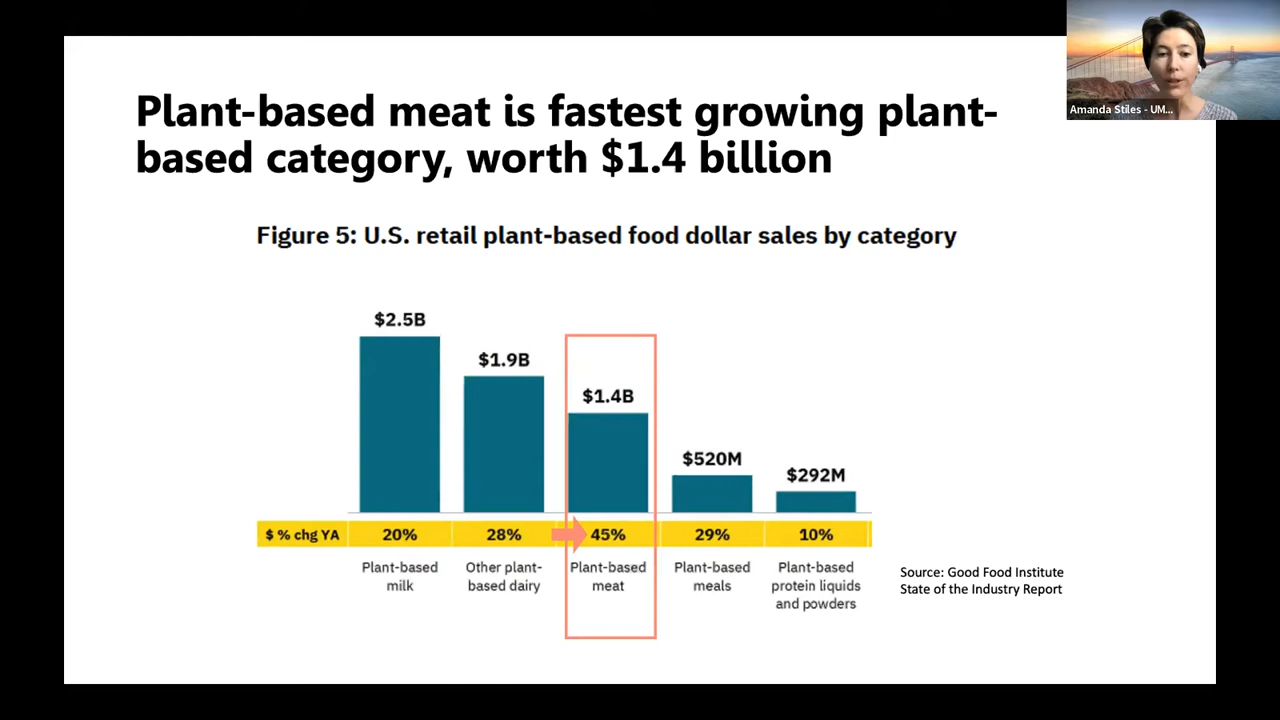 Plant-based meat is fastest growing plant-
based category, worth $1.4 billion
Amanda Stiles - UM...
Figure 5: U.S. retail plant-based food dollar sales by category
$2.5B
$1.9B
$1.4B
$520M
$292M
$ % chg YA
20%
28%
45%
29%
10%
Plant-based
milk
Other plant-
based dairy
Plant-based
meat
Plant-based
meals
Plant-based
protein liquids
and powders
Source: Good Food Institute
State of the Industry Report